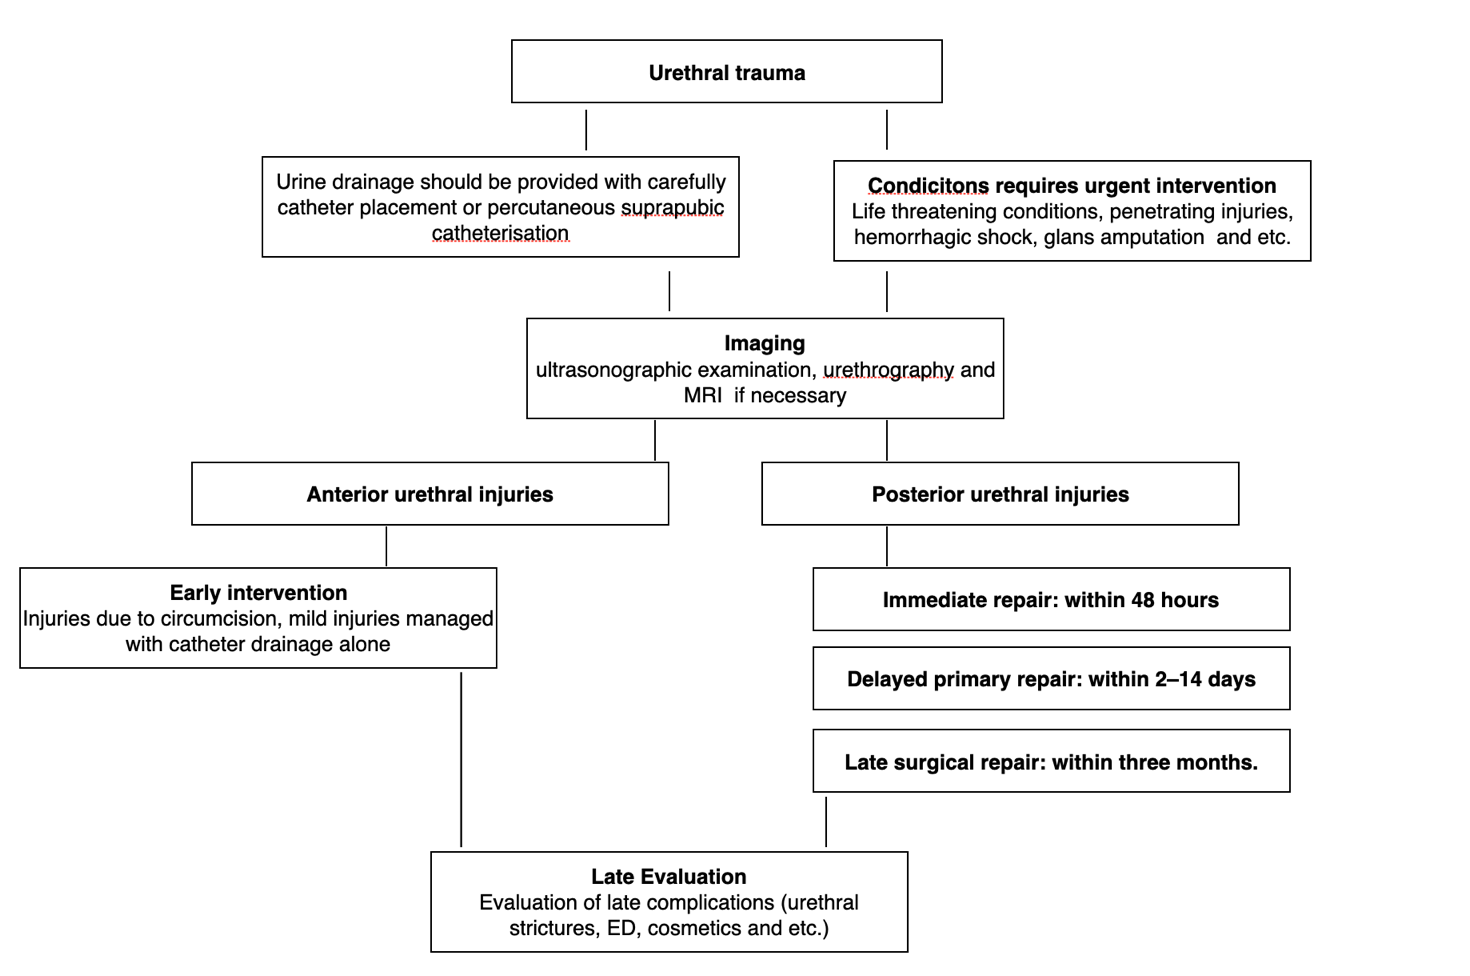 Urethral trauma
Urine drainage should be provided with carefully
catheter placement or percutaneous suprapubic
catheterisation
Condicitons requires urgent intervention
Life threatening conditions, penetrating injuries,
hemorrhagic shock, glans amputation  and etc.
Imaging
ultrasonographic examination, urethrography and
MRI  if necessary
Anterior urethral injuries
Posterior urethral injuries
Early intervention
Injuries due to circumcision, mild injuries managed
with catheter drainage alone
Immediate repair: within 48 hours
Delayed primary repair: within 2–14 days
Late surgical repair: within three months.
Late Evaluation
Evaluation of late complications (urethral
strictures, ED, cosmetics and etc.)